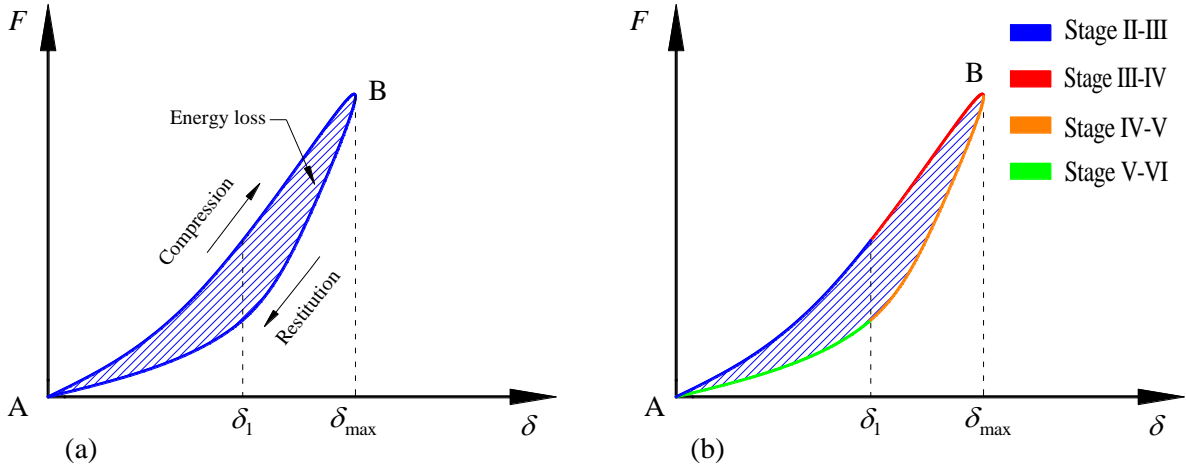 F
B
Energy loss
Compression
Restitution
A
δ1
δmax
δ
(a)
F
B
Stage II-III
Stage III-IV
Stage IV-V
Stage V-VI
A
δ1
δmax
δ
(b)